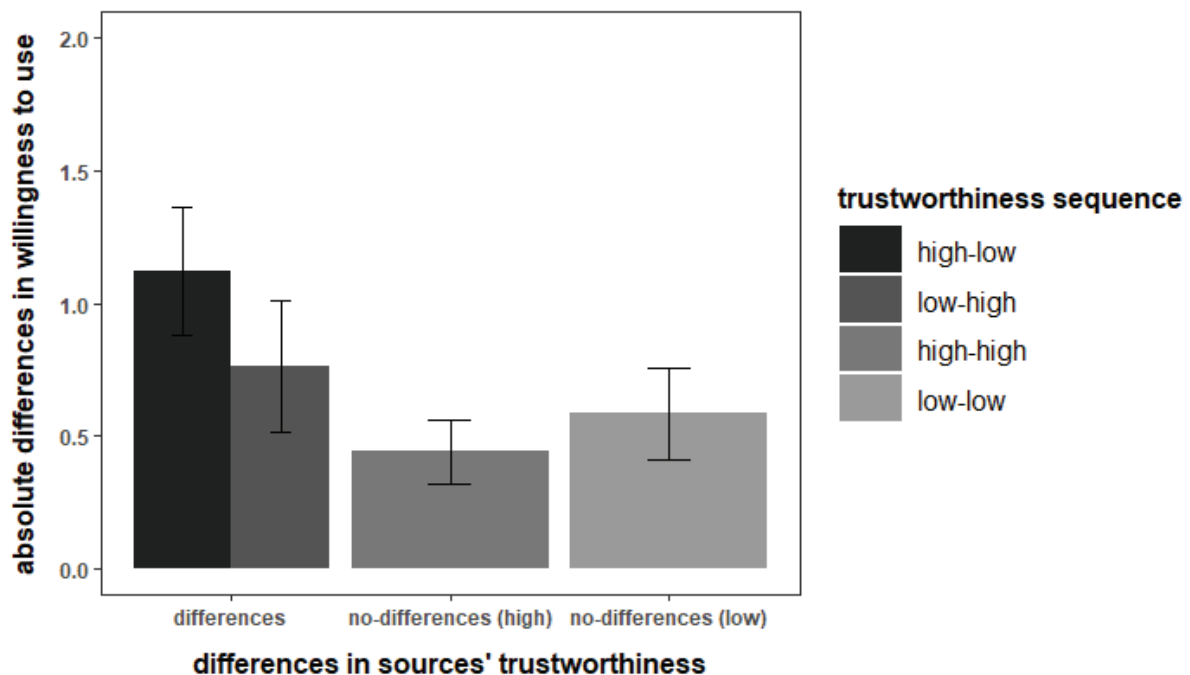 absolute differences in willingness to use
2.0
1.5
1.0
0.5
0.0
differences
no-differences (high)
no-differences (low)
differences in sources' trustworthiness
trustworthiness sequence
high-low
low-high
high-high
low-low